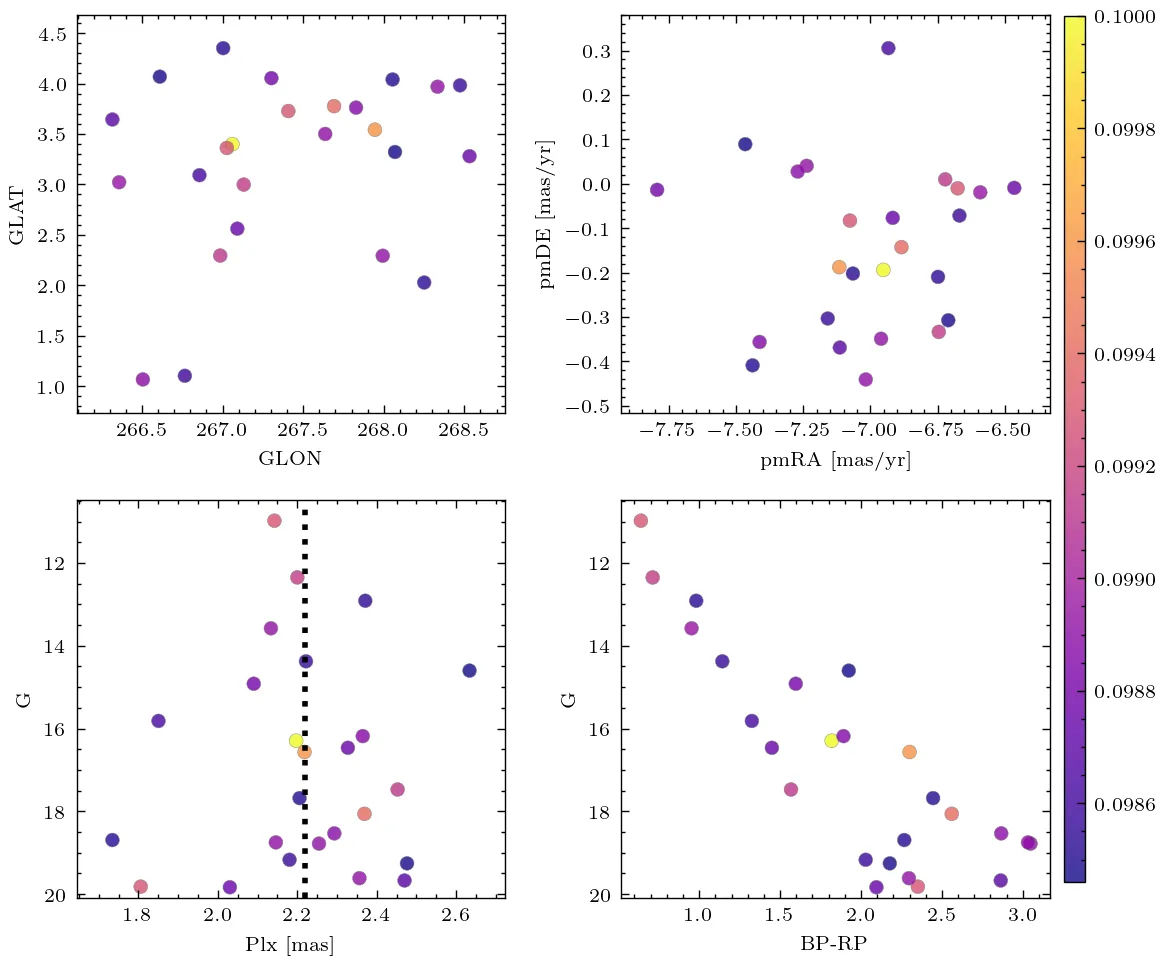 4.5
4.0
3.5
3.0
2.5
2.0
1.5
1.0
GLAT
266.5 267.0 267.5 268.0 268.5
GLON
0.3
0.2
0.1
0.0
−0.1
−0.2
−0.3
−0.4
−0.5
pmDE [mas/yr]
−7.75 −7.50 −7.25 −7.00 −6.75 −6.50
pmRA [mas/yr]
12
14
16
18
20
G
1.8 2.0 2.2 2.4 2.6
Plx [mas]
12
14
16
18
20
G
1.0 1.5 2.0 2.5 3.0
BP-RP
0.1000
0.0998
0.0996
0.0994
0.0992
0.0990
0.0988
0.0986